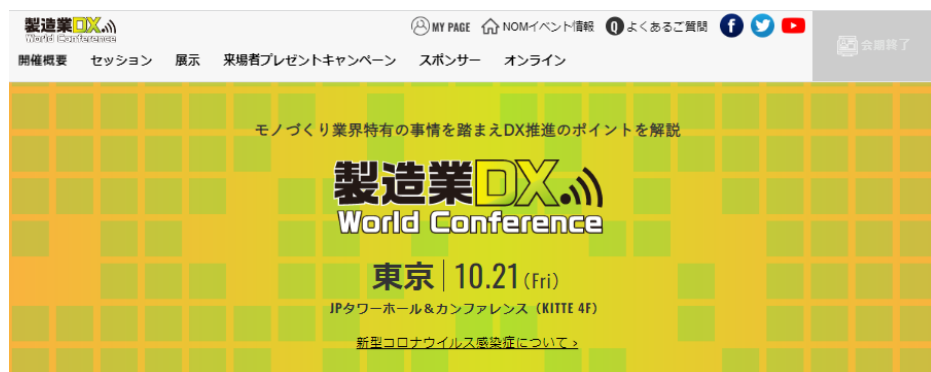 製造業DX
World Conference
MY PAGE
NOMイベント情報
Q よくあるご質問
会期終了
開催概要 セッション 展示 来場者プレゼントキャンペーン スポンサー オンライン
モノづくり業界特有の事情を踏まえDX推進のポイントを解説
製造業DX
World Conference
東京 | 10.21 (Fri)
JPタワーホール&カンファレンス（KITTE 4F）
新型コロナウイルス感染症について >